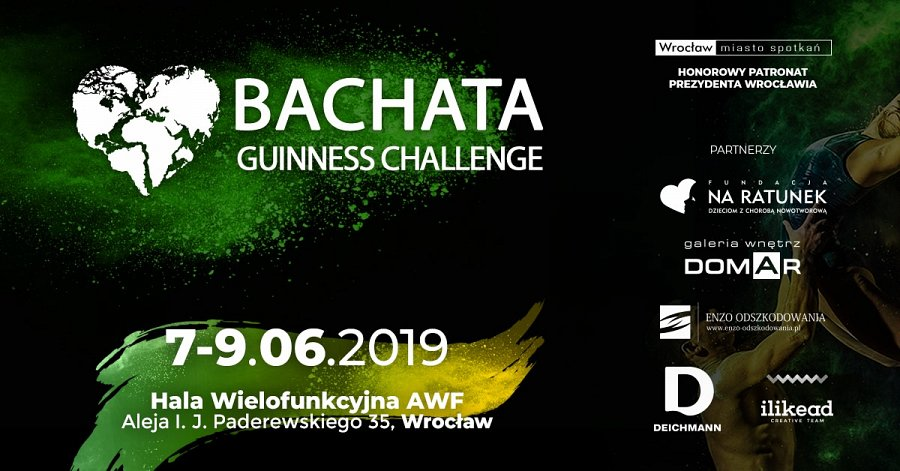 BACHATA
GUINNESS CHALLENGE
7-9.06.2019
Hala Wielofunkcyjna AWF
Aleja I. J. Paderewskiego 35, Wrocław
Wrocław miasto spotkań
HONOROWY PATRONAT
PREZYDENTA WROCŁAWIA
PARTNERZY
FUNDACJA
NA RATUNEK
DZIECIOM Z CHOROBĄ NOWOTWOROWĄ
galeria wnętrz
DOMAR
ENZO ODSZKODOWANIA
www.enzo-odszkodowania.pl
D
DEICHMANN
ilikead
CREATIVE TEAM